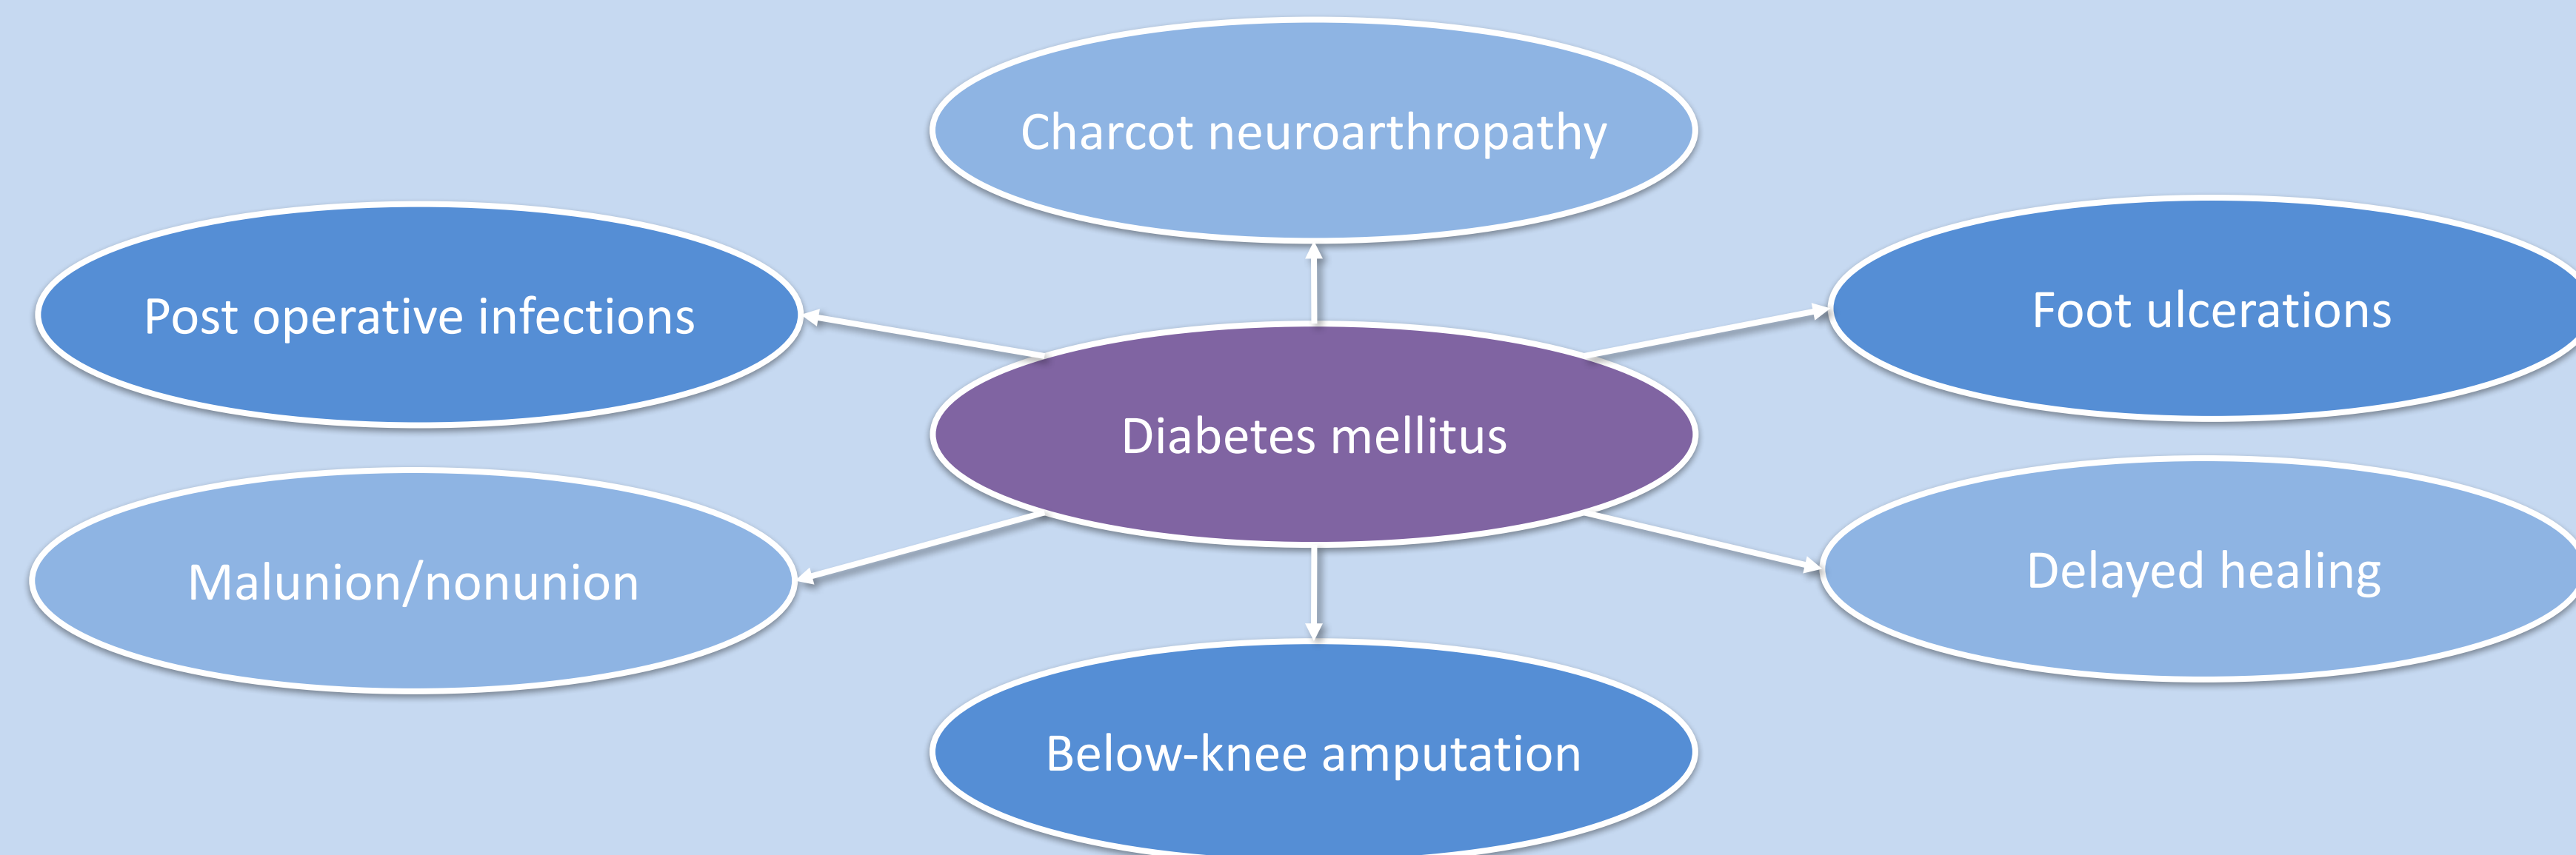 Charcot neuroarthropathy
Post operative infections
Foot ulcerations
Diabetes mellitus
Malunion/nonunion
Delayed healing
Below-knee amputation